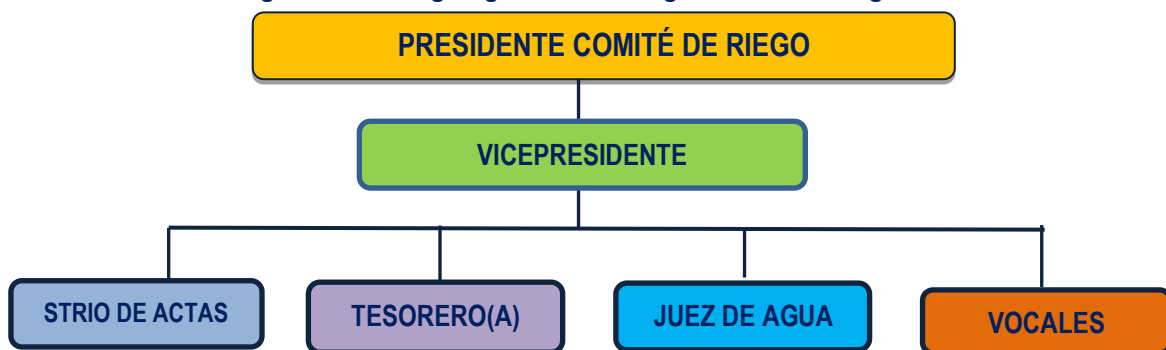 PRESIDENTE COMITÉ DE RIEGO
VICEPRESIDENTE
STRIO DE ACTAS
TESORERO(A)
JUEZ DE AGUA
VOCALES